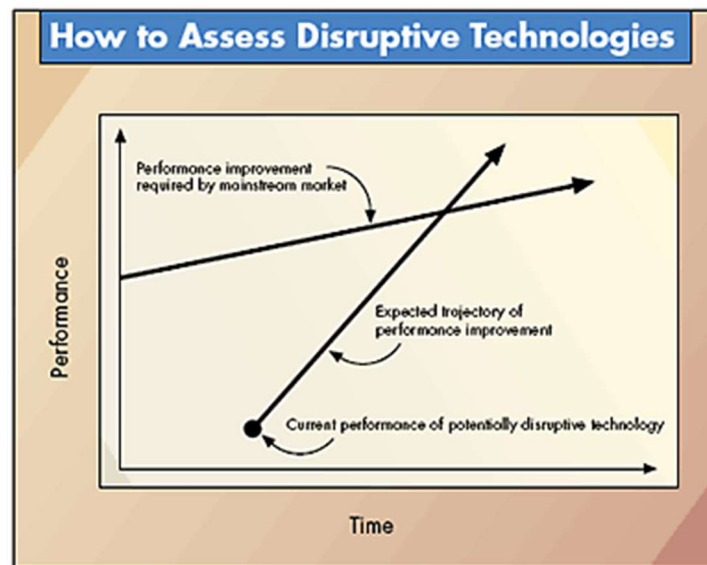 How to Assess Disruptive Technologies
Performance improvement
required by mainstream market
Expected trajectory of
performance improvement
Current performance of potentially disruptive technology
Performance
Time